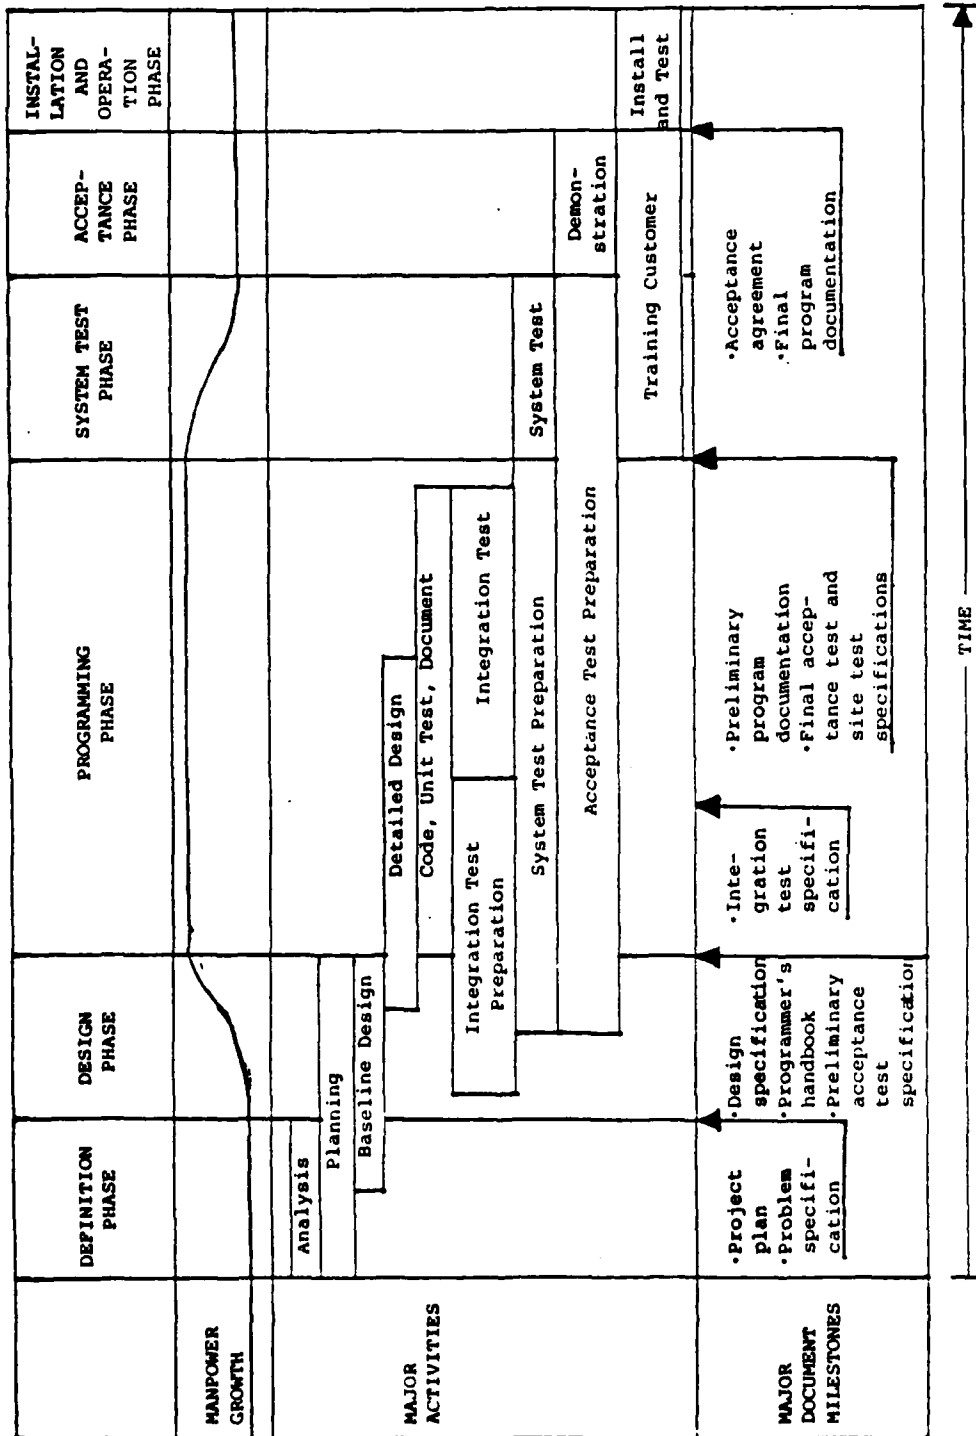 DEFINITION
PHASE
DESIGN
PHASE
PROGRAMMING
PHASE
SYSTEM TEST
PHASE
ACCEP-
TANCE
PHASE
INSTAL-
LATION
AND
OPERA-
TION
PHASE
MANPOWER
GROWTH
MAJOR
ACTIVITIES
Analysis
Planning
Baseline Design
Detailed Design
Code, Unit Test, Document
Integration Test
Preparation
Integration Test
System Test Preparation
System Test
Acceptance Test Preparation
Demon-
stration
Training Customer
Install
and Test
MAJOR
DOCUMENT
MILESTONES
•Project
plan
•Problem
specifi-
cation
•Design
specification
•Programmer's
handbook
•Preliminary
acceptance
test
specification
•Inte-
gration
test
specifi-
cation
•Preliminary
program
documentation
•Final accep-
tance test and
site test
specifications
•Acceptance
agreement
•Final
program
documentation
TIME